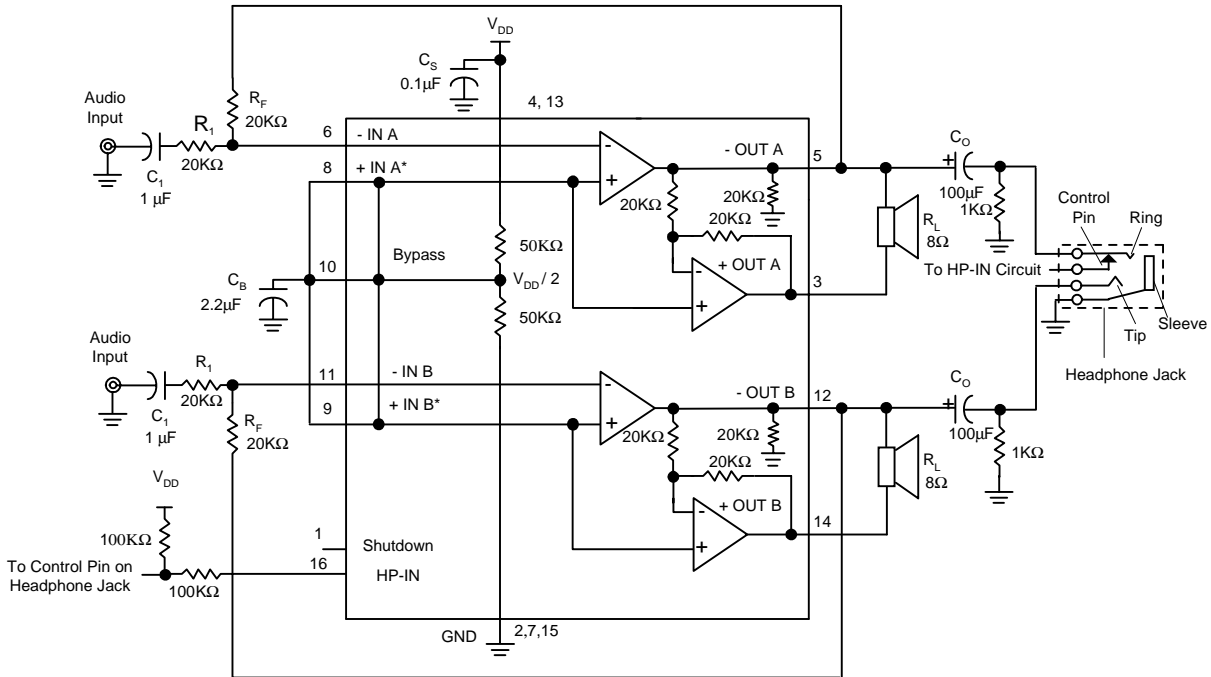 V_DD
C_S
0.1µF
4, 13
Audio
Input
R_F
20KΩ
R_1
20KΩ
C_1
1 µF
6
- IN A
8
+ IN A*
-
+
- OUT A
5
20KΩ
20KΩ
20KΩ
-
+
+ OUT A
3
R_L
8Ω
+
C_O
100µF
1KΩ
Control
Pin
Ring
To HP-IN Circuit
Tip
Sleeve
Headphone Jack
50KΩ
Bypass
10
V_DD / 2
50KΩ
C_B
2.2µF
Audio
Input
R_1
20KΩ
C_1
1 µF
R_F
20KΩ
11
- IN B
9
+ IN B*
-
+
- OUT B
12
20KΩ
20KΩ
20KΩ
-
+
+ OUT B
14
R_L
8Ω
+
C_O
100µF
1KΩ
V_DD
100KΩ
To Control Pin on
Headphone Jack
100KΩ
1
Shutdown
16
HP-IN
GND
2,7,15